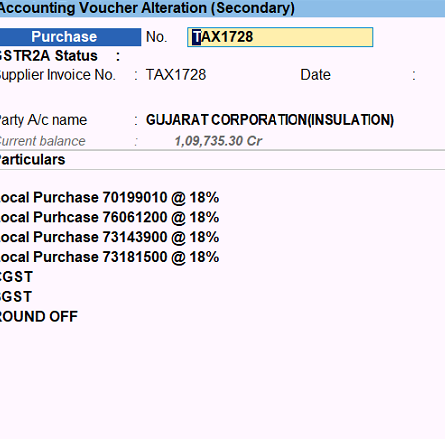 Accounting Voucher Alteration (Secondary)
Purchase No. TAX1728
GSTR2A Status :
Supplier Invoice No. : TAX1728 Date :
Party A/c name : GUJARAT CORPORATION(INSULATION)
Current balance : 1,09,735.30 Cr
Particulars
Local Purchase 70199010 @ 18%
Local Purhcase 76061200 @ 18%
Local Purchase 73143900 @ 18%
Local Purchase 73181500 @ 18%
CGST
SGST
ROUND OFF